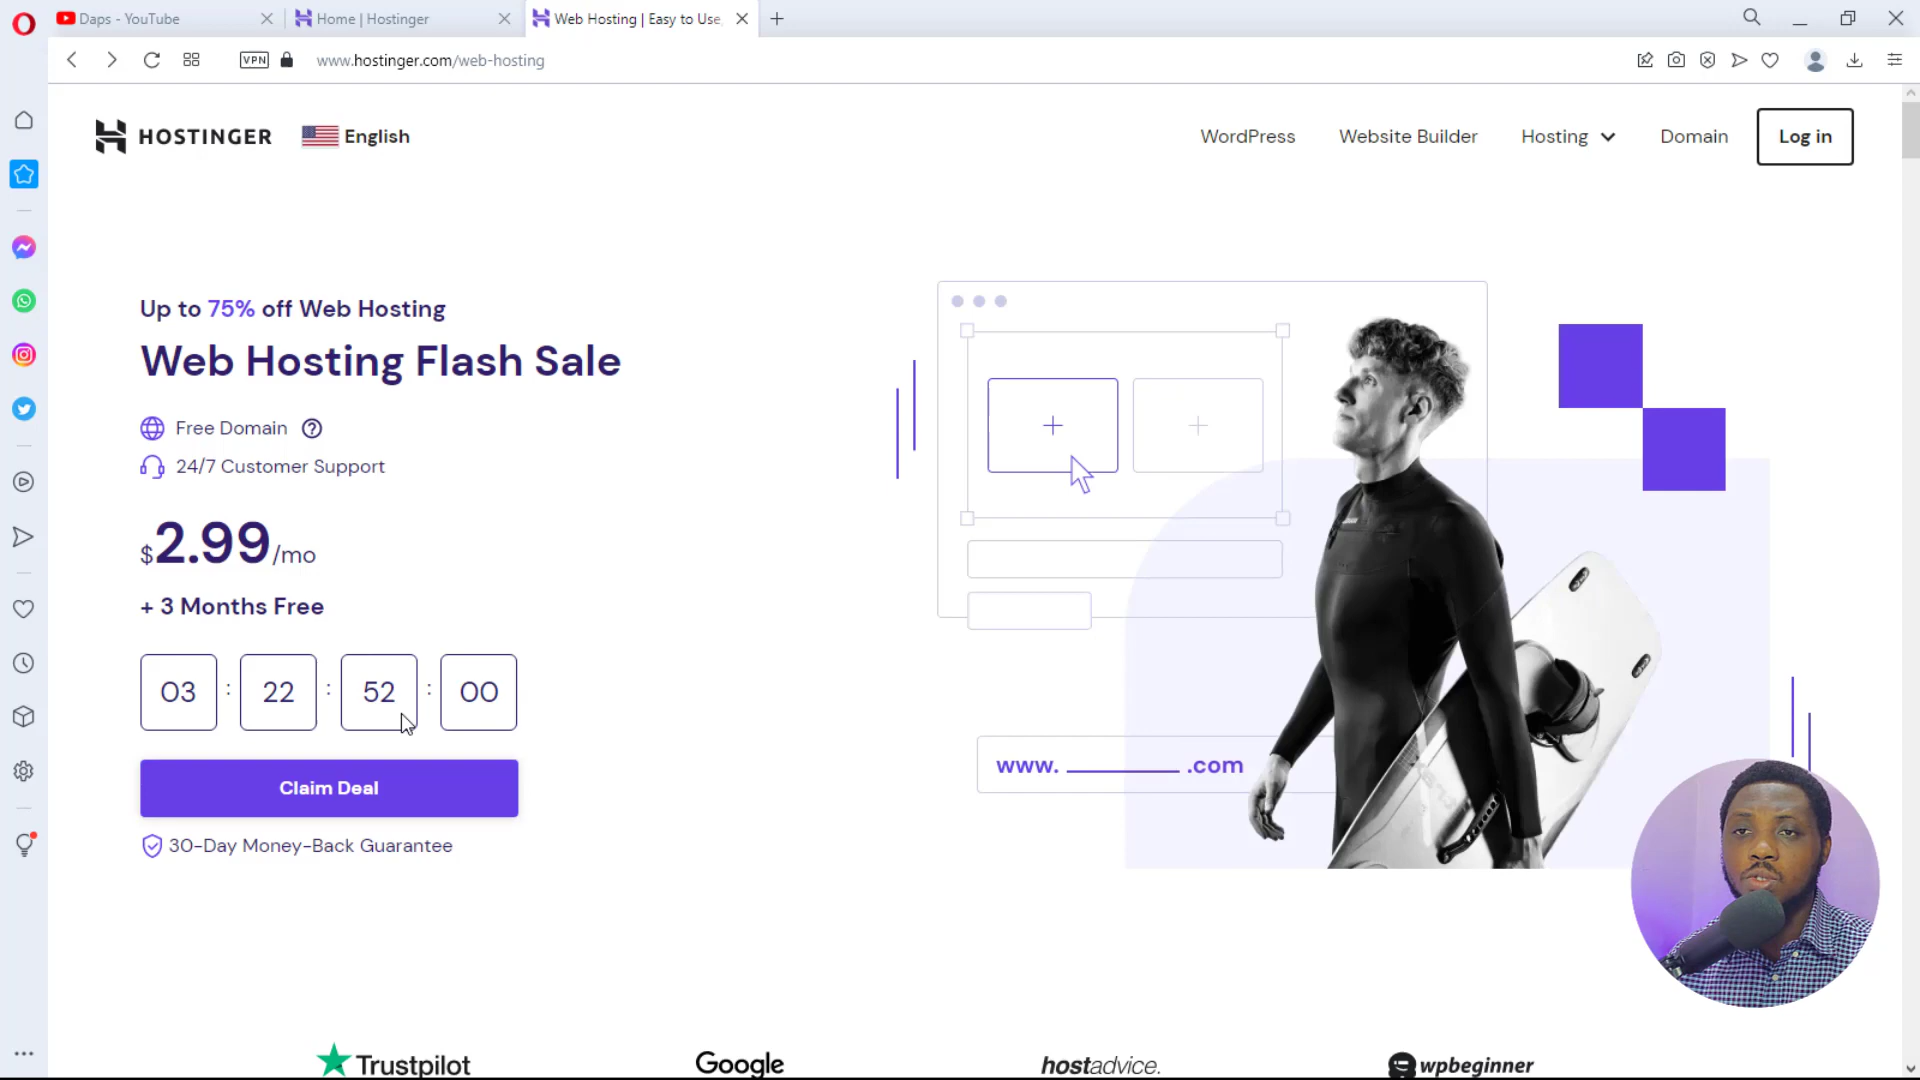 Daps - YouTube
Home | Hostinger
Web Hosting | Easy to Use,
VPN
www.hostinger.com/web-hosting
HOSTINGER
English
WordPress
Website Builder
Hosting
Domain
Log in
Up to 75% off Web Hosting
Web Hosting Flash Sale
Free Domain ?
24/7 Customer Support
$2.99/mo
+ 3 Months Free
03 : 22 : 52 : 00
Claim Deal
30-Day Money-Back Guarantee
www. ________ .com
Trustpilot
Google
hostadvice.
wpbeginner